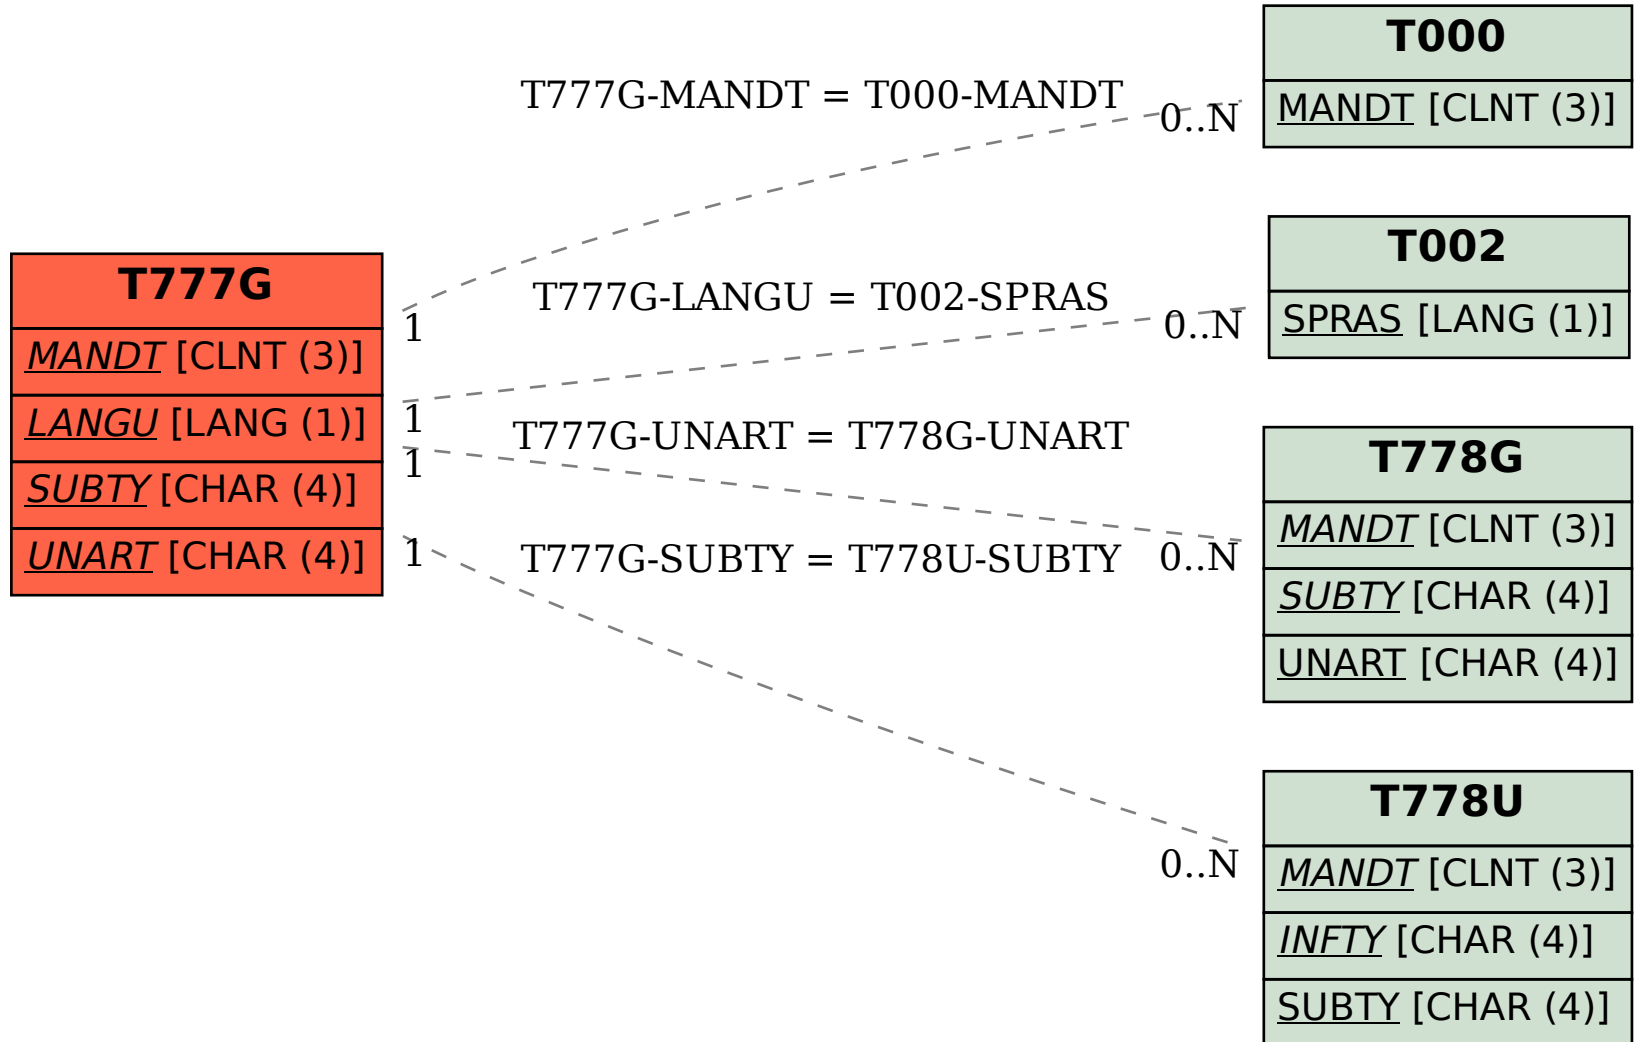 T777G
MANDT [CLNT (3)]
LANGU [LANG (1)]
SUBTY [CHAR (4)]
UNART [CHAR (4)]
T777G-MANDT = T000-MANDT
1
0..N
T777G-LANGU = T002-SPRAS
1
0..N
T777G-UNART = T778G-UNART
1
0..N
T777G-SUBTY = T778U-SUBTY
1
0..N
T000
MANDT [CLNT (3)]
T002
SPRAS [LANG (1)]
T778G
MANDT [CLNT (3)]
SUBTY [CHAR (4)]
UNART [CHAR (4)]
T778U
MANDT [CLNT (3)]
INFTY [CHAR (4)]
SUBTY [CHAR (4)]